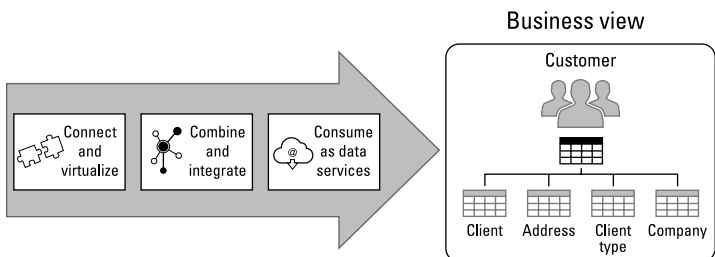 Business view
Customer
Connect
and
virtualize
Combine
and
integrate
@
Consume
as data
services
Client
Address
Client
type
Company